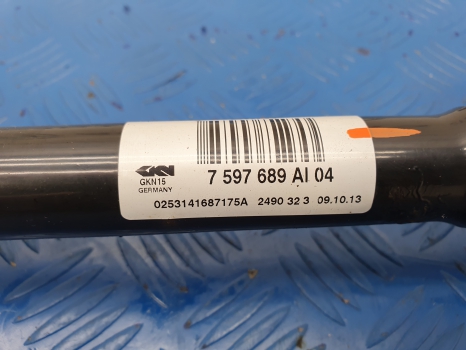 GKN
GKN15
GERMANY
7 597 689 AI 04
0253141687175A 2490 32 3 09.10.13